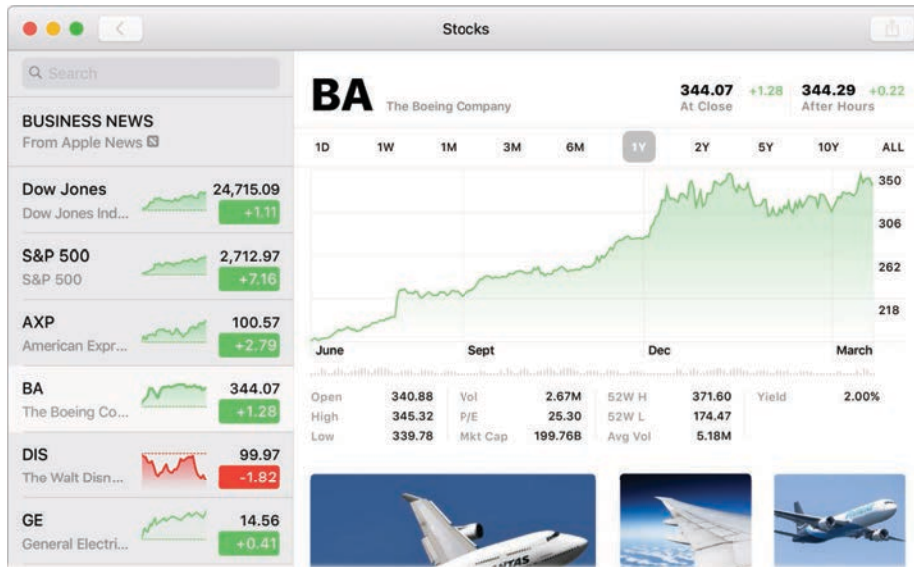 Stocks
Search
BUSINESS NEWS
From Apple News
Dow Jones 24,715.09
Dow Jones Ind... +1.11
S&P 500 2,712.97
S&P 500 +7.16
AXP 100.57
American Expr... +2.79
BA 344.07
The Boeing Co... +1.28
DIS 99.97
The Walt Disn... -1.82
GE 14.56
General Electri... +0.41
BA The Boeing Company
344.07 +1.28 344.29 +0.22
At Close After Hours
1D 1W 1M 3M 6M 1Y 2Y 5Y 10Y ALL
350
306
262
218
June Sept Dec March
Open 340.88 Vol 2.67M 52W H 371.60 Yield 2.00%
High 345.32 P/E 25.30 52W L 174.47
Low 339.78 Mkt Cap 199.76B Avg Vol 5.18M
QANTAS